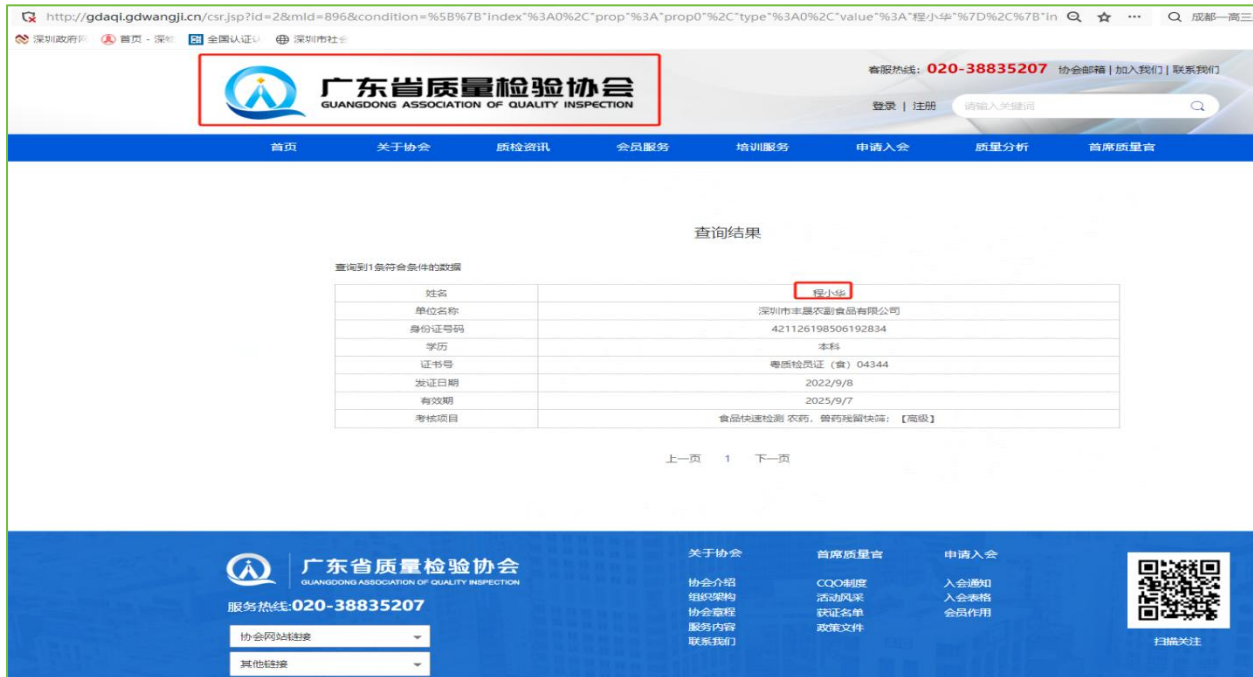 http://gdaqi.gdwangji.cn/csr.jsp?id=2&mId=896&condition=%5B%7B"index"%3A0%2C"prop"%3A"prop0"%2C"type"%3A0%2C"value"%3A"程小华"%7D%2C%7B"in
成都—高三
深圳政府网 首页 - 深 全国认证 深圳市社会
广东省质量检验协会
GUANGDONG ASSOCIATION OF QUALITY INSPECTION
客服热线：020-38835207 协会邮箱 | 加入我们 | 联系我们
登录 | 注册 请输入关键词
首页 关于协会 质检资讯 会员服务 培训服务 申请入会 质量分析 首席质量官
查询结果
查询到1条符合条件的数据
姓名 程小华
单位名称 深圳市丰晟农副食品有限公司
身份证号码 421126198506192834
学历 本科
证书号 粤质检员证（食）04344
发证日期 2022/9/8
有效期 2025/9/7
考核项目 食品快速检测 农药，兽药残留快筛；【高级】
上一页 1 下一页
广东省质量检验协会
GUANGDONG ASSOCIATION OF QUALITY INSPECTION
服务热线:020-38835207
协会网站链接
其他链接
关于协会
协会介绍
组织架构
协会章程
服务内容
联系我们
首席质量官
CQO制度
活动风采
获证名单
政策文件
申请入会
入会通知
入会表格
会员作用
扫描关注